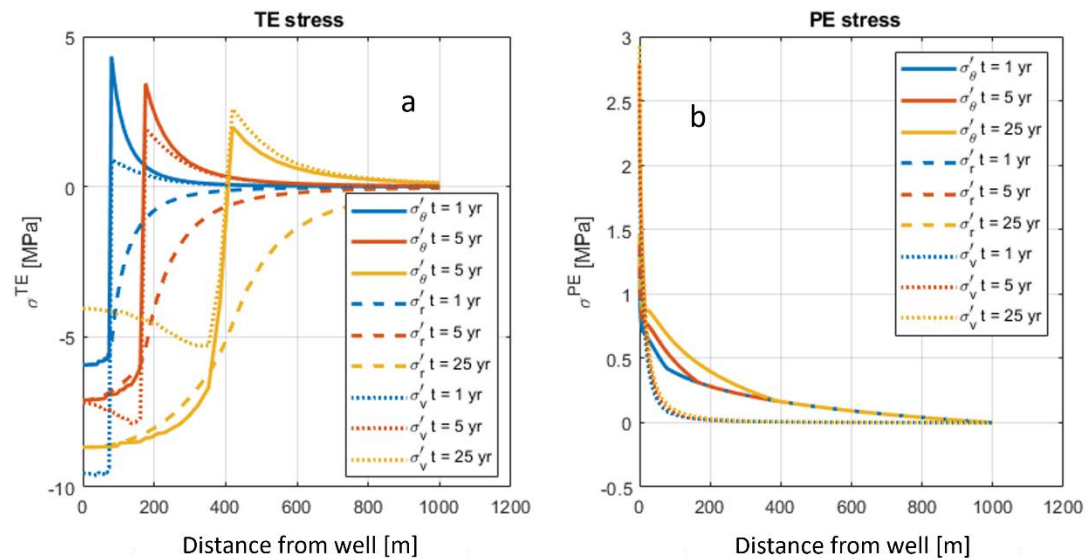 TE stress
a
5
0
-5
-10
σ^TE [MPa]
0 200 400 600 800 1000 1200
Distance from well [m]
σ'θ t = 1 yr
σ'θ t = 5 yr
σ'θ t = 5 yr
σ'r t = 1 yr
σ'r t = 5 yr
σ'r t = 25 yr
σ'v t = 1 yr
σ'v t = 5 yr
σ'v t = 25 yr
PE stress
b
3
2.5
2
1.5
1
0.5
0
-0.5
σ^PE [MPa]
0 200 400 600 800 1000 1200
Distance from well [m]
σ'θ t = 1 yr
σ'θ t = 5 yr
σ'θ t = 25 yr
σ'r t = 1 yr
σ'r t = 5 yr
σ'r t = 25 yr
σ'v t = 1 yr
σ'v t = 5 yr
σ'v t = 25 yr